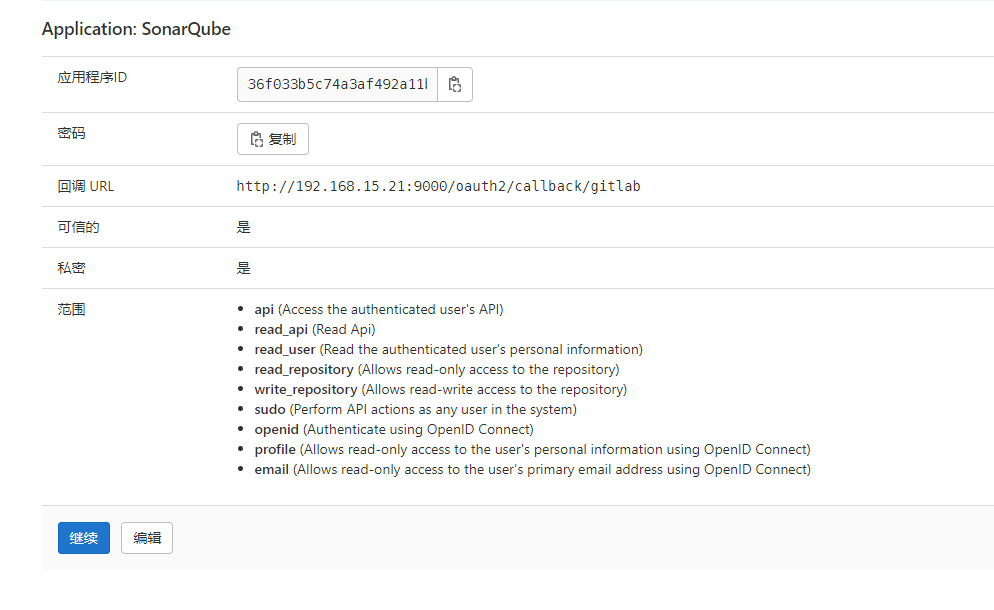 Application: SonarQube
应用程序ID
36f033b5c74a3af492a11
密码
复制
回调 URL
http://192.168.15.21:9000/oauth2/callback/gitlab
可信的
是
私密
是
范围
api (Access the authenticated user's API)
read_api (Read Api)
read_user (Read the authenticated user's personal information)
read_repository (Allows read-only access to the repository)
write_repository (Allows read-write access to the repository)
sudo (Perform API actions as any user in the system)
openid (Authenticate using OpenID Connect)
profile (Allows read-only access to the user's personal information using OpenID Connect)
email (Allows read-only access to the user's primary email address using OpenID Connect)
继续
编辑